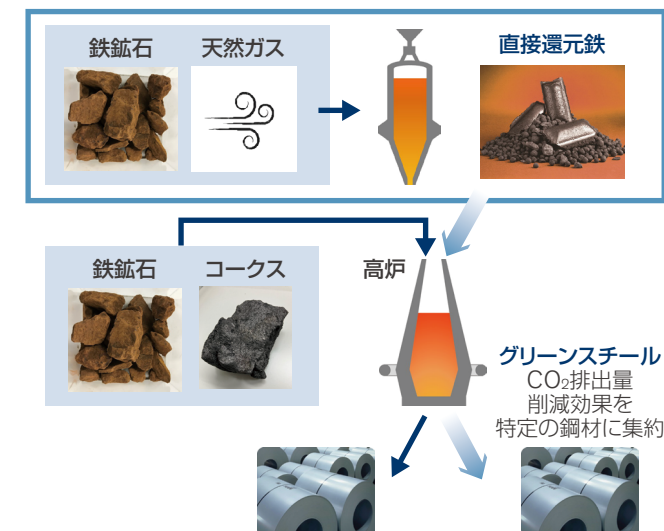 鉄鉱石
天然ガス
直接還元鉄
鉄鉱石
コークス
高炉
グリーンスチール
CO₂排出量
削減効果を
特定の鋼材に集約